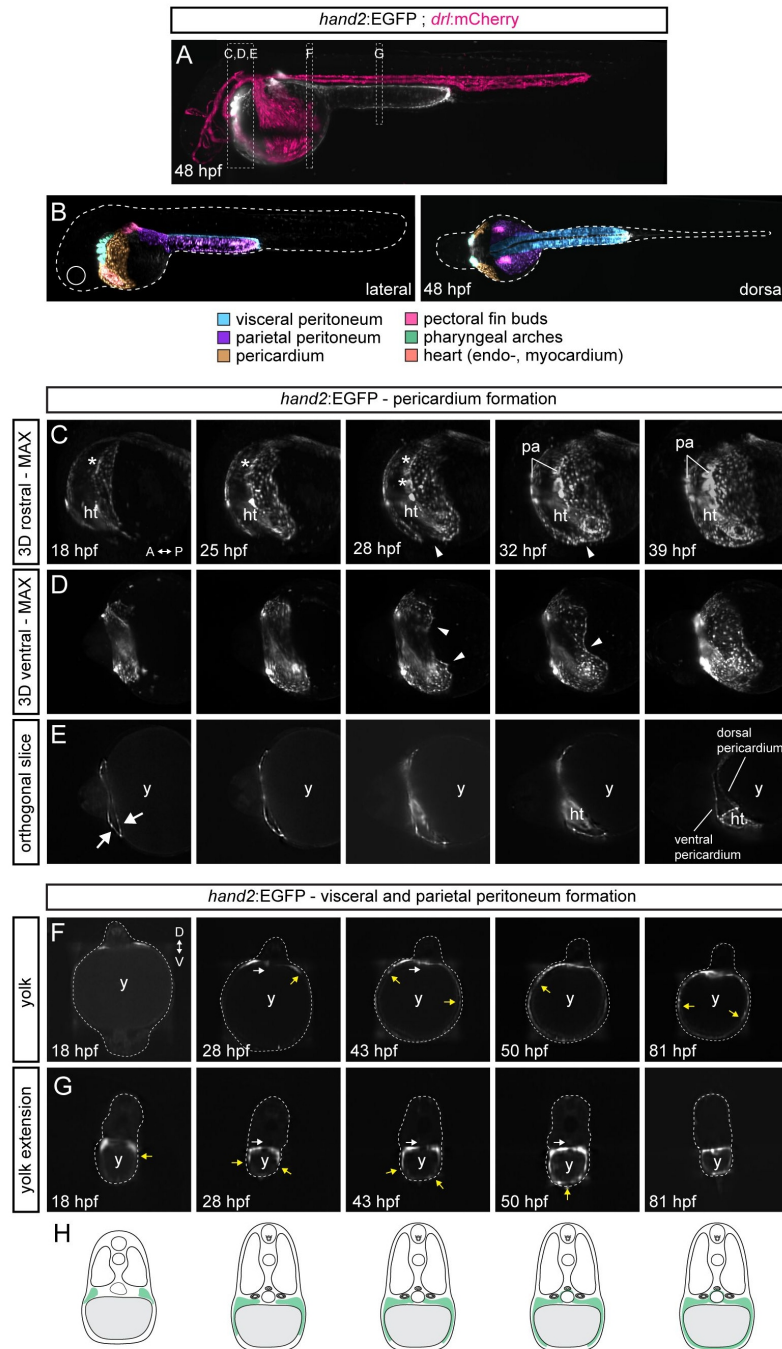 hand2:EGFP ; drl:mCherry
A
C,D,E
F
G
48 hpf
B
lateral
48 hpf
dorsa
visceral peritoneum
pectoral fin buds
parietal peritoneum
pharyngeal arches
pericardium
heart (endo-, myocardium)
hand2:EGFP - pericardium formation
3D rostral - MAX
C
*
ht
18 hpf
A ↔ P
*
ht
25 hpf
*
*
ht
28 hpf
pa
ht
32 hpf
pa
ht
39 hpf
3D ventral - MAX
D
orthogonal slice
E
y
y
y
ht
y
dorsal
pericardium
y
ht
ventral
pericardium
hand2:EGFP - visceral and parietal peritoneum formation
yolk
F
D
↕
V
y
18 hpf
y
28 hpf
y
43 hpf
y
50 hpf
y
81 hpf
yolk extension
G
y
18 hpf
y
28 hpf
y
43 hpf
y
50 hpf
y
81 hpf
H